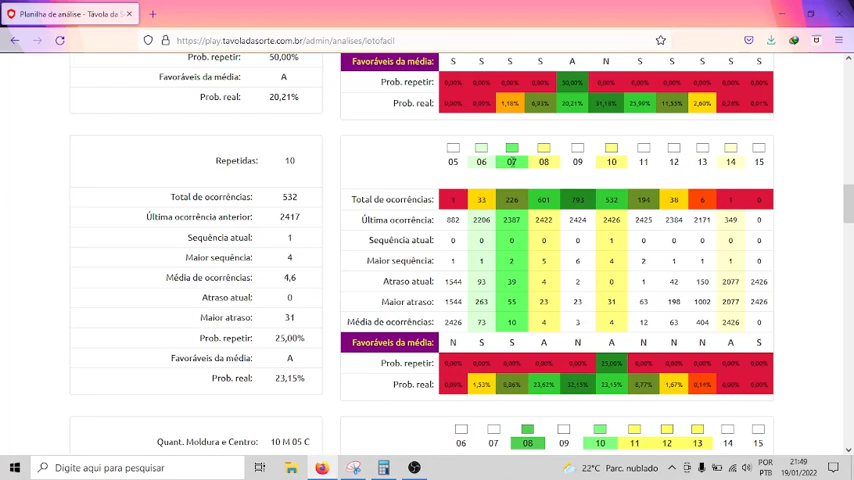 Planilha de análise - Távola da S
https://play.tavoladasorte.com.br/admin/analises/lotofacil
Prob. repetir: 50,00%
Favoráveis da média: A
Prob. real: 20,21%
Favoráveis da média: S S S S A N S S S S S
Prob. repetir: 0,00% 0,00% 0,00% 0,00% 50,00% 0,00% 0,00% 0,00% 0,00% 0,00% 0,00%
Prob. real: 0,00% 0,00% 6,93% 20,21% 31,16% 25,99% 11,55% 2,60% 0,01%
Repetidas: 10
05 06 07 08 09 10 11 12 13 14 15
Total de ocorrências: 532
Última ocorrência anterior: 2417
Sequência atual: 1
Maior sequência: 4
Média de ocorrências: 4,6
Atraso atual: 0
Maior atraso: 31
Prob. repetir: 25,00%
Favoráveis da média: A
Prob. real: 23,15%
Total de ocorrências: 1 33 226 601 793 532 194 38 6 1 0
Última ocorrência: 882 2206 2387 2422 2424 2426 2425 2384 2171 349 0
Sequência atual: 0 0 0 0 0 1 0 0 0 0 0
Maior sequência: 1 1 2 5 6 4 2 1 1 1 0
Atraso atual: 1544 93 39 4 2 0 1 42 150 2077 2426
Maior atraso: 1544 263 55 23 23 31 63 198 1002 2077 2426
Média de ocorrências: 2426 73 10 4 3 4 12 63 404 2426 0
Favoráveis da média: N S S A N A N N N A S
Prob. repetir: 0,00% 0,00% 0,00% 0,00% 0,00% 25,00% 0,00% 0,00% 0,00% 0,00% 0,00%
Prob. real: 1,53% 23,62% 32,15% 23,15% 8,77% 1,67% 0,14% 0,00% 0,00%
Quant. Moldura e Centro: 10 M 05 C
06 07 08 09 10 11 12 13 14 15
Digite aqui para pesquisar
22°C Parc. nublado
POR
PTB
21:49
19/01/2022